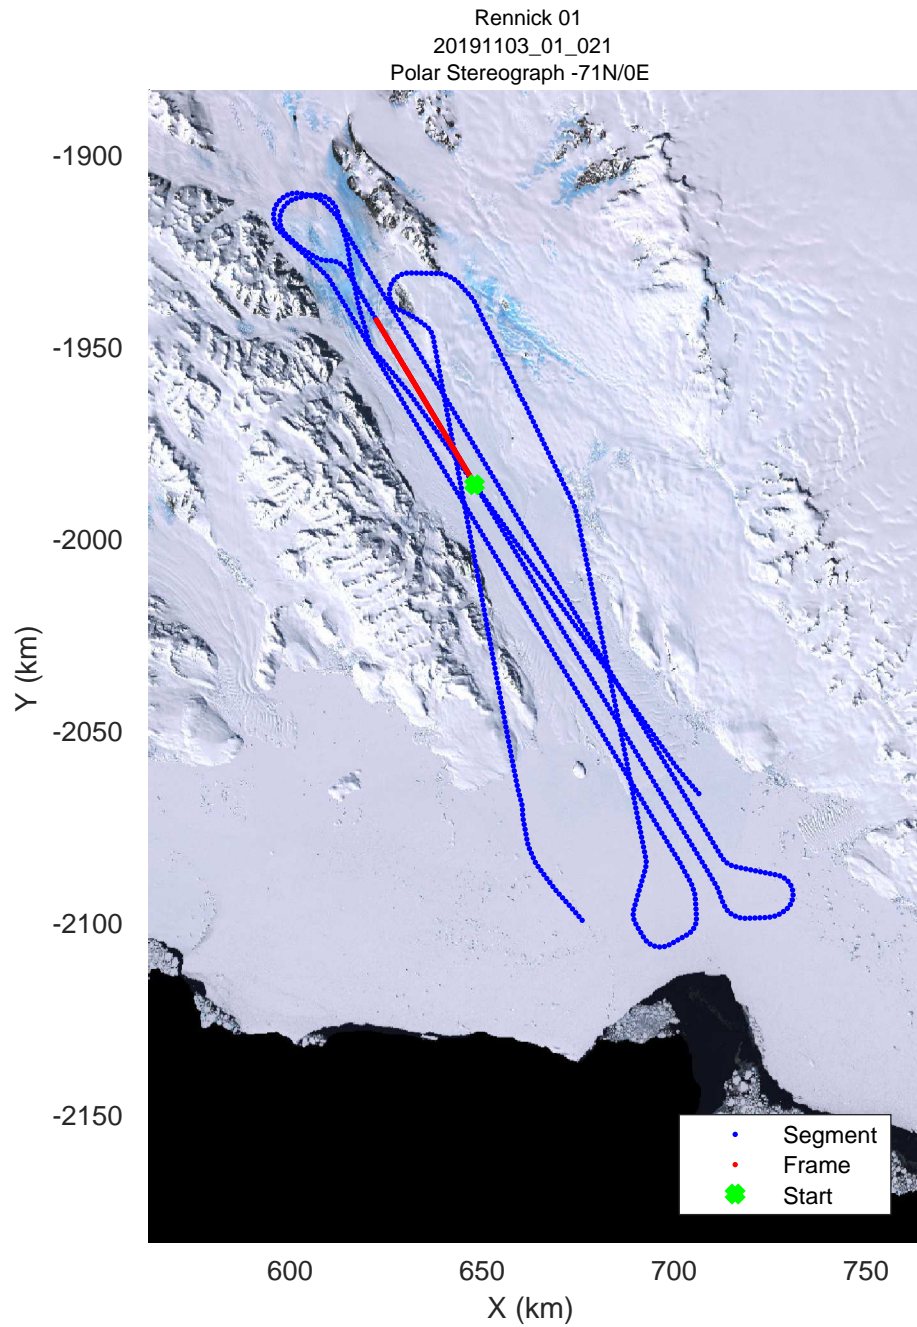 Rennick 01
20191103_01_021
Polar Stereograph -71N/0E
-1900
-1950
-2000
-2050
-2100
-2150
Y (km)
Segment
Frame
Start
600
650
700
750
X (km)